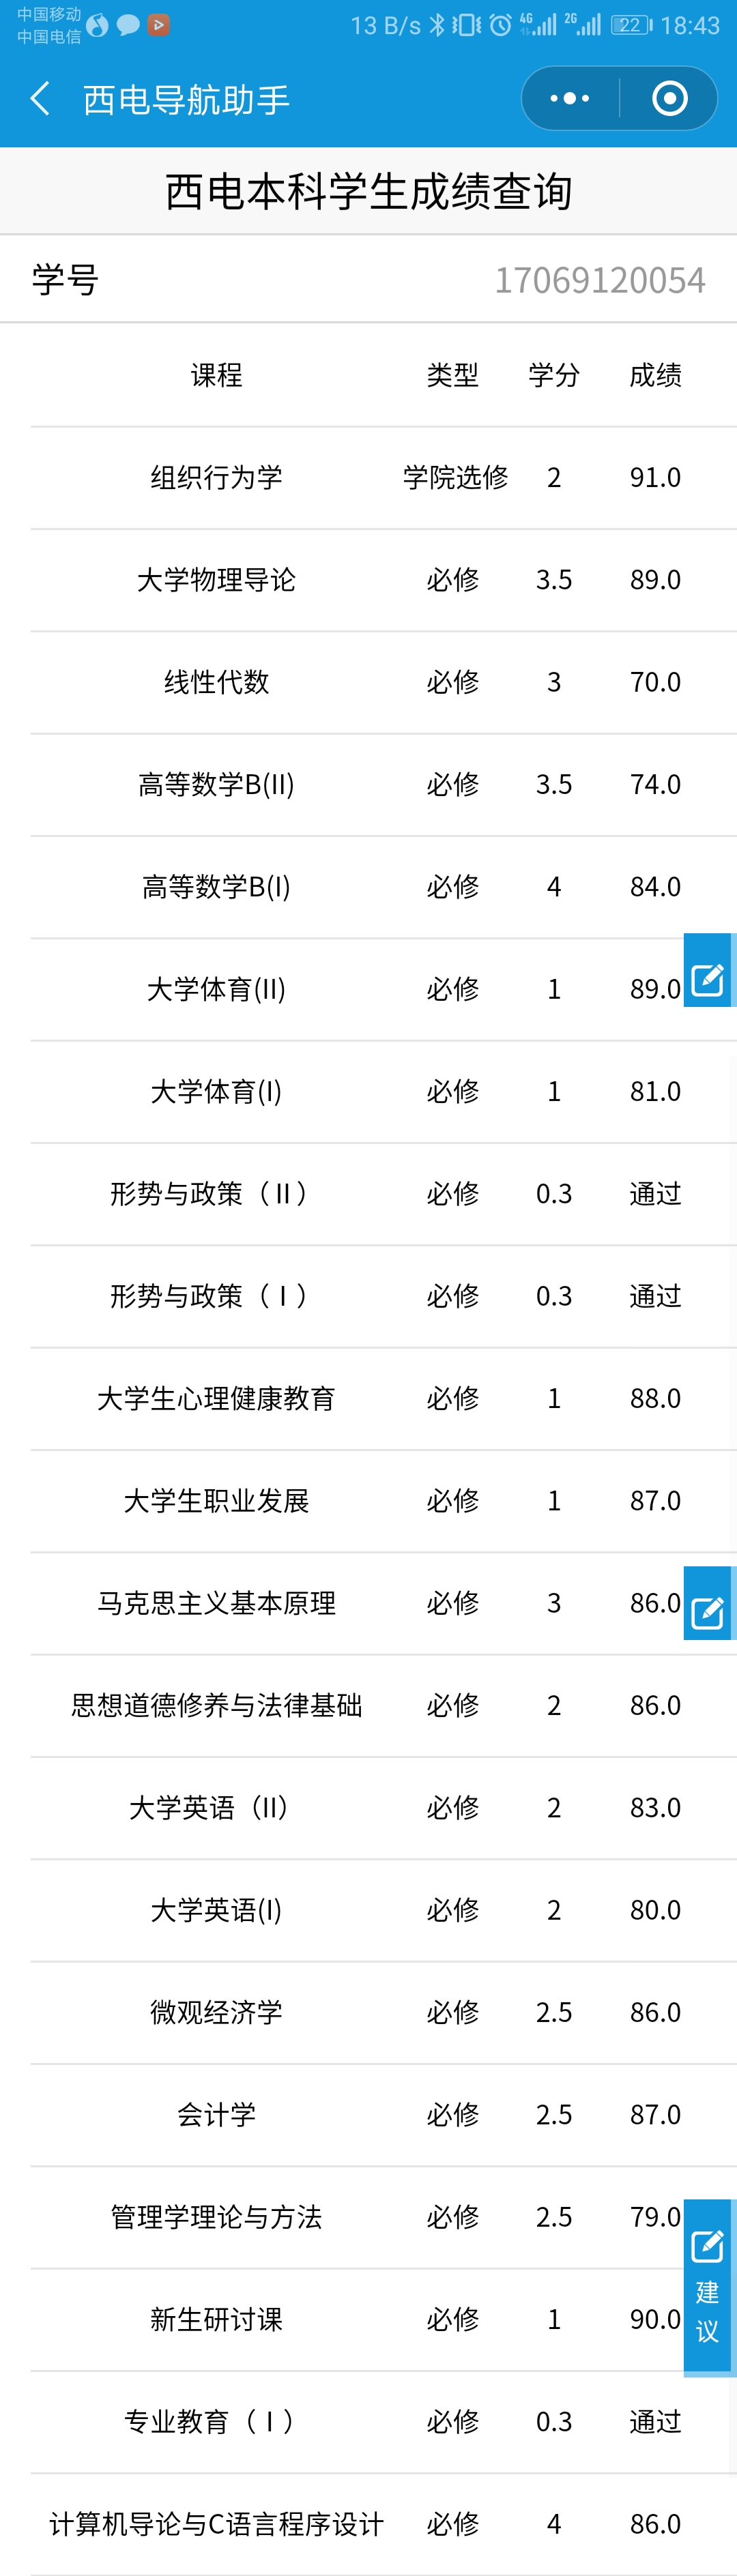 中国移动
中国电信
13 B/s 4G 2G 22 18:43
西电导航助手
西电本科学生成绩查询
学号 17069120054
课程 类型 学分 成绩
组织行为学 学院选修 2 91.0
大学物理导论 必修 3.5 89.0
线性代数 必修 3 70.0
高等数学B(II) 必修 3.5 74.0
高等数学B(I) 必修 4 84.0
大学体育(II) 必修 1 89.0
大学体育(I) 必修 1 81.0
形势与政策（Ⅱ） 必修 0.3 通过
形势与政策（Ⅰ） 必修 0.3 通过
大学生心理健康教育 必修 1 88.0
大学生职业发展 必修 1 87.0
马克思主义基本原理 必修 3 86.0
思想道德修养与法律基础 必修 2 86.0
大学英语（II） 必修 2 83.0
大学英语(I) 必修 2 80.0
微观经济学 必修 2.5 86.0
会计学 必修 2.5 87.0
管理学理论与方法 必修 2.5 79.0
建
议
新生研讨课 必修 1 90.0
专业教育（Ⅰ） 必修 0.3 通过
计算机导论与C语言程序设计 必修 4 86.0